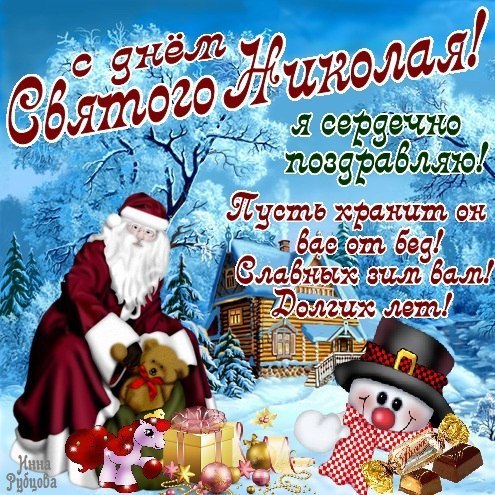 с днём
Святого Николая!
я сердечно
поздравляю!
Пусть хранит он
вас от бед!
Славных зим вам!
Долгих лет!
Инна
Рубцова